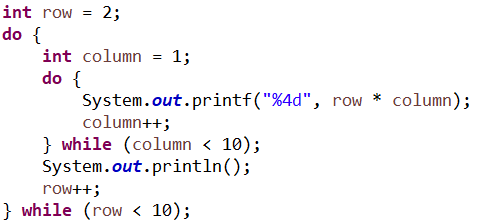 int row = 2;
do {
    int column = 1;
    do {
        System.out.printf("%4d", row * column);
        column++;
    } while (column < 10);
    System.out.println();
    row++;
} while (row < 10);